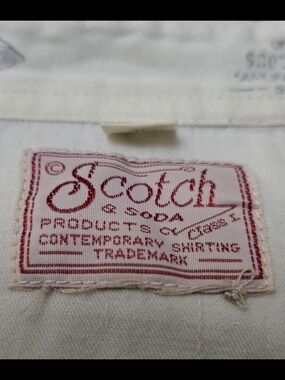 © Scotch
& SODA
PRODUCTS of Class I.
CONTEMPORARY SHIRTING
TRADEMARK